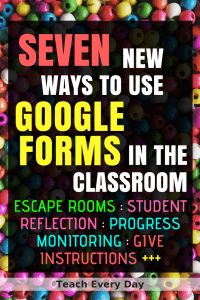 SEVEN NEW
WAYS TO USE
GOOGLE
FORMS IN THE
CLASSROOM
ESCAPE ROOMS : STUDENT
REFLECTION : PROGRESS
MONITORING : GIVE
INSTRUCTIONS +++
Teach Every Day